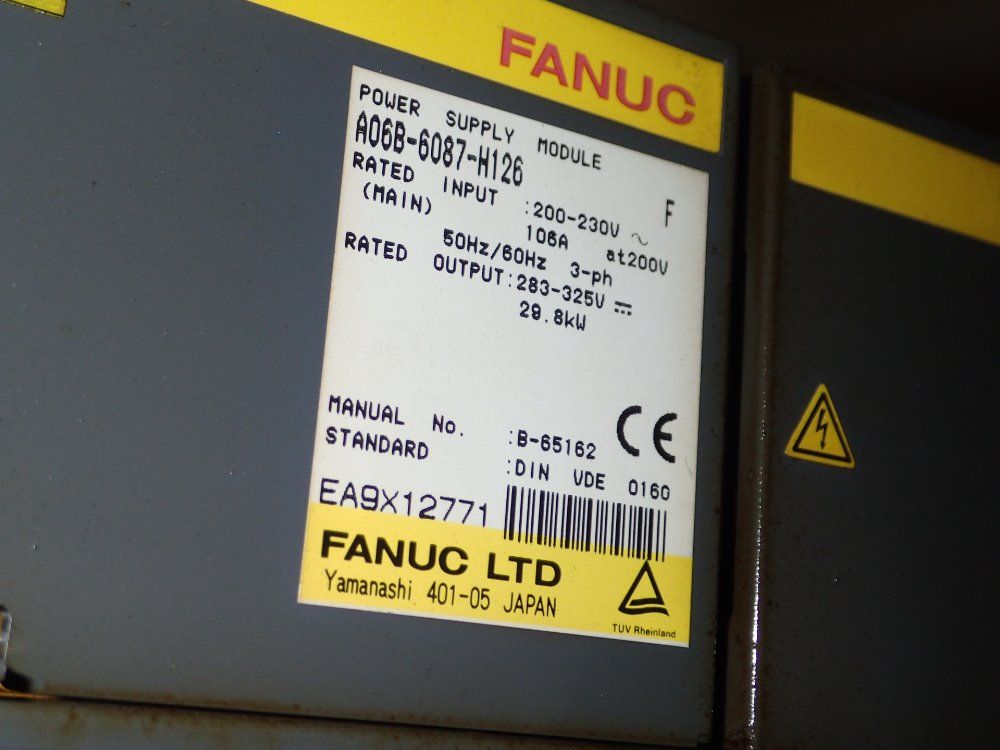 FANUC
POWER SUPPLY MODULE
A06B-6087-H126 F
RATED INPUT :200-230V ~
(MAIN) 106A at200V
50Hz/60Hz 3-ph
RATED OUTPUT:283-325V ⎓
29.8kW
MANUAL No. :B-65162 CE
STANDARD :DIN VDE 0160
EA9X12771
FANUC LTD
Yamanashi 401-05 JAPAN
TÜV Rheinland